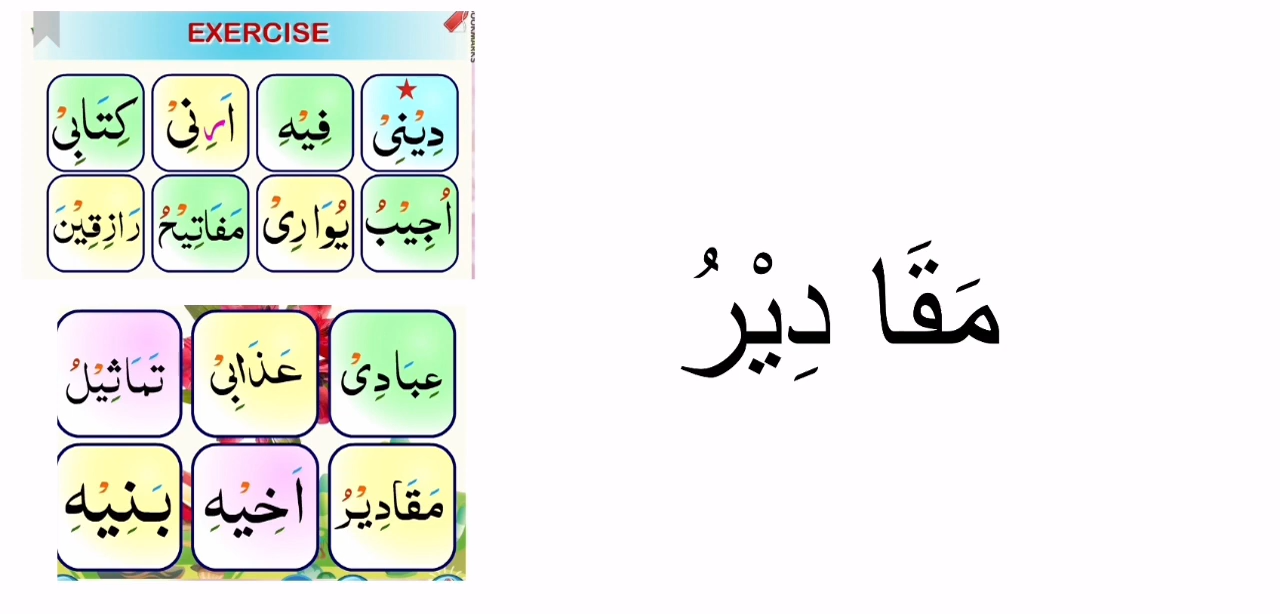 EXERCISE
دِيْنِىْ فِيْهِ اَرِنِىْ كِتَابِىْ
اُجِيْبُ يُوَارِىْ مَفَاتِيْحُ رَازِقِيْنَ
عِبَادِىْ عَذَابِىْ تَمَاثِيْلُ
مَقَادِيْرُ اَخِيْهِ بَنِيْهِ
مَقَا دِيْرُ